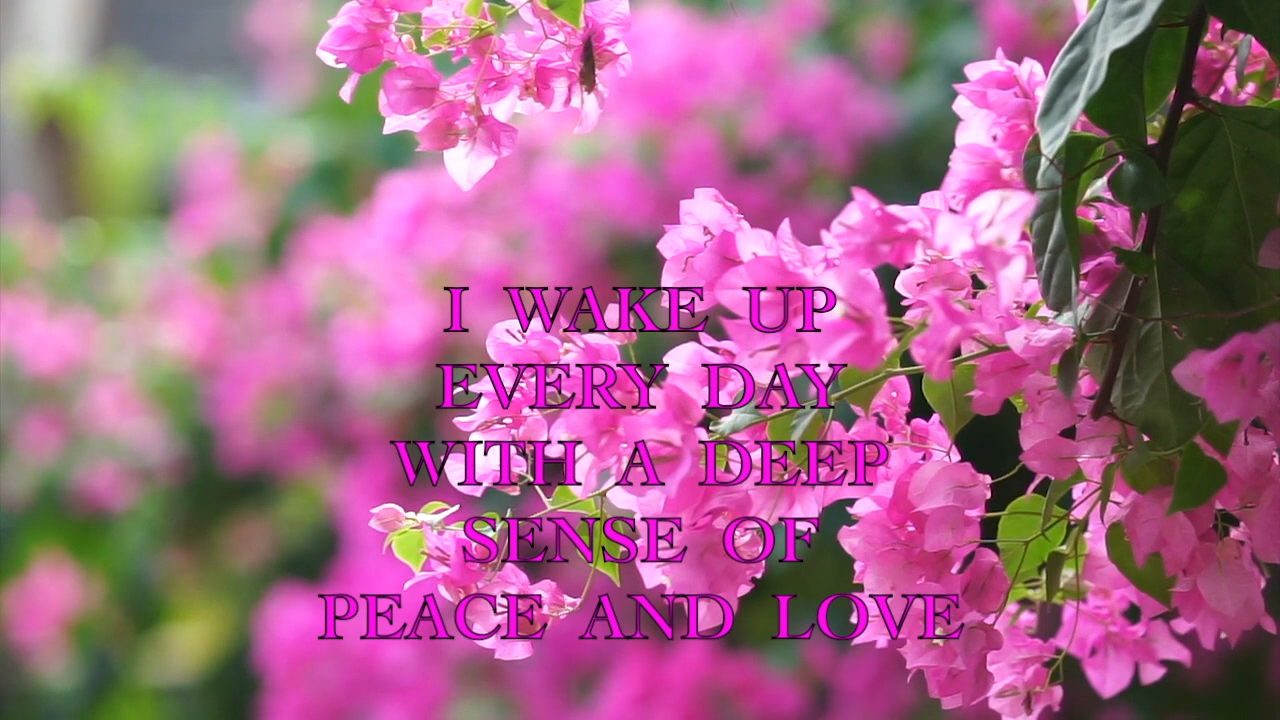 I WAKE UP
EVERY DAY
WITH A DEEP
SENSE OF
PEACE AND LOVE